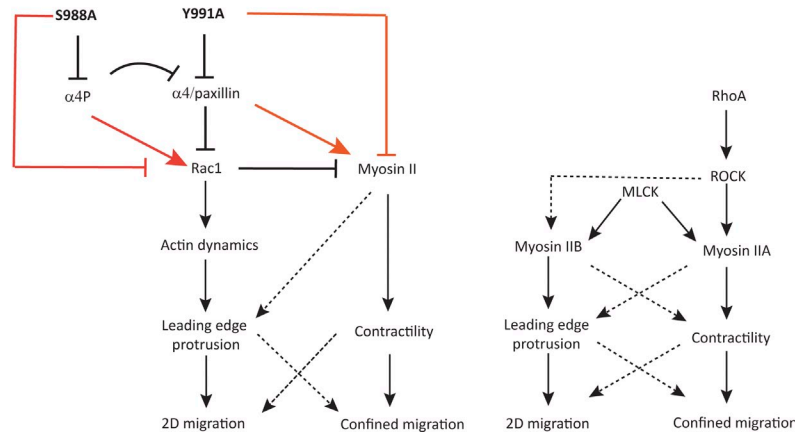 S988A
Y991A
α4P
α4/paxillin
Rac1
Myosin II
Actin dynamics
Leading edge
protrusion
Contractility
2D migration
Confined migration
RhoA
ROCK
MLCK
Myosin IIB
Myosin IIA
Leading edge
protrusion
Contractility
2D migration
Confined migration